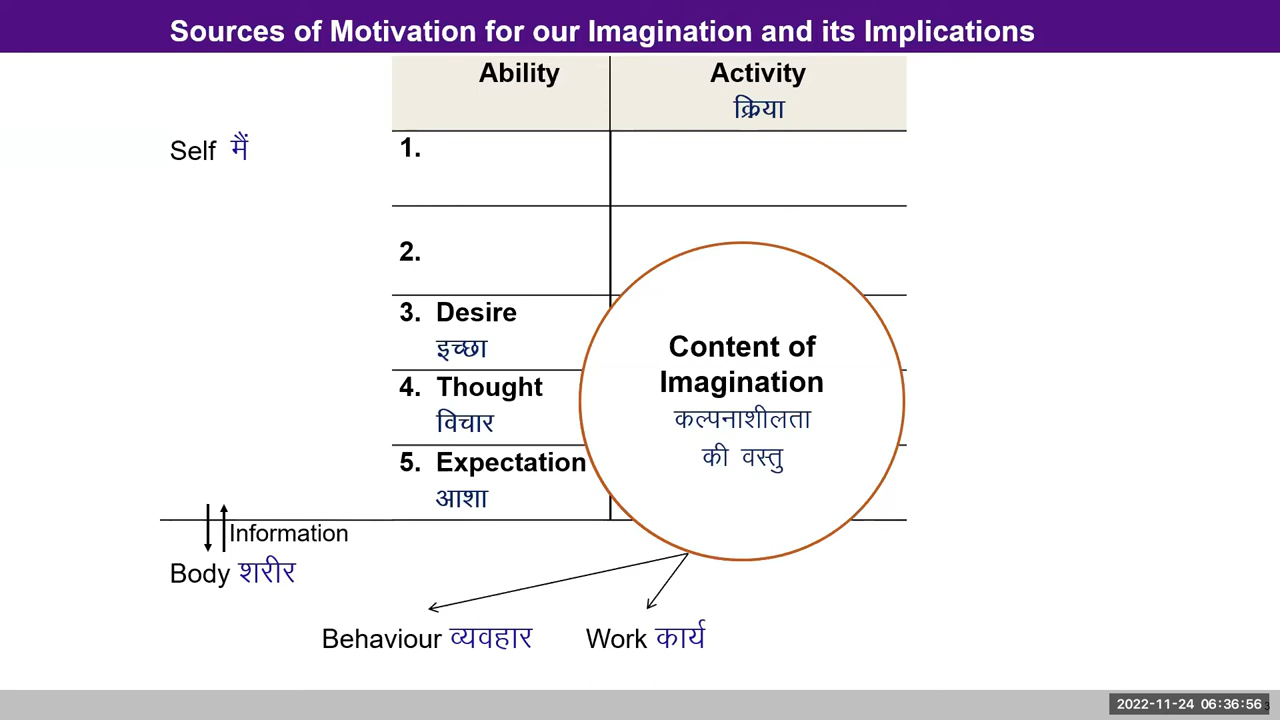 Sources of Motivation for our Imagination and its Implications
Ability Activity
क्रिया
Self मैं
1.
2.
3. Desire
इच्छा
4. Thought
विचार
5. Expectation
आशा
Content of
Imagination
कल्पनाशीलता
की वस्तु
Information
Body शरीर
Behaviour व्यवहार Work कार्य
2022-11-24 06:36:56
3